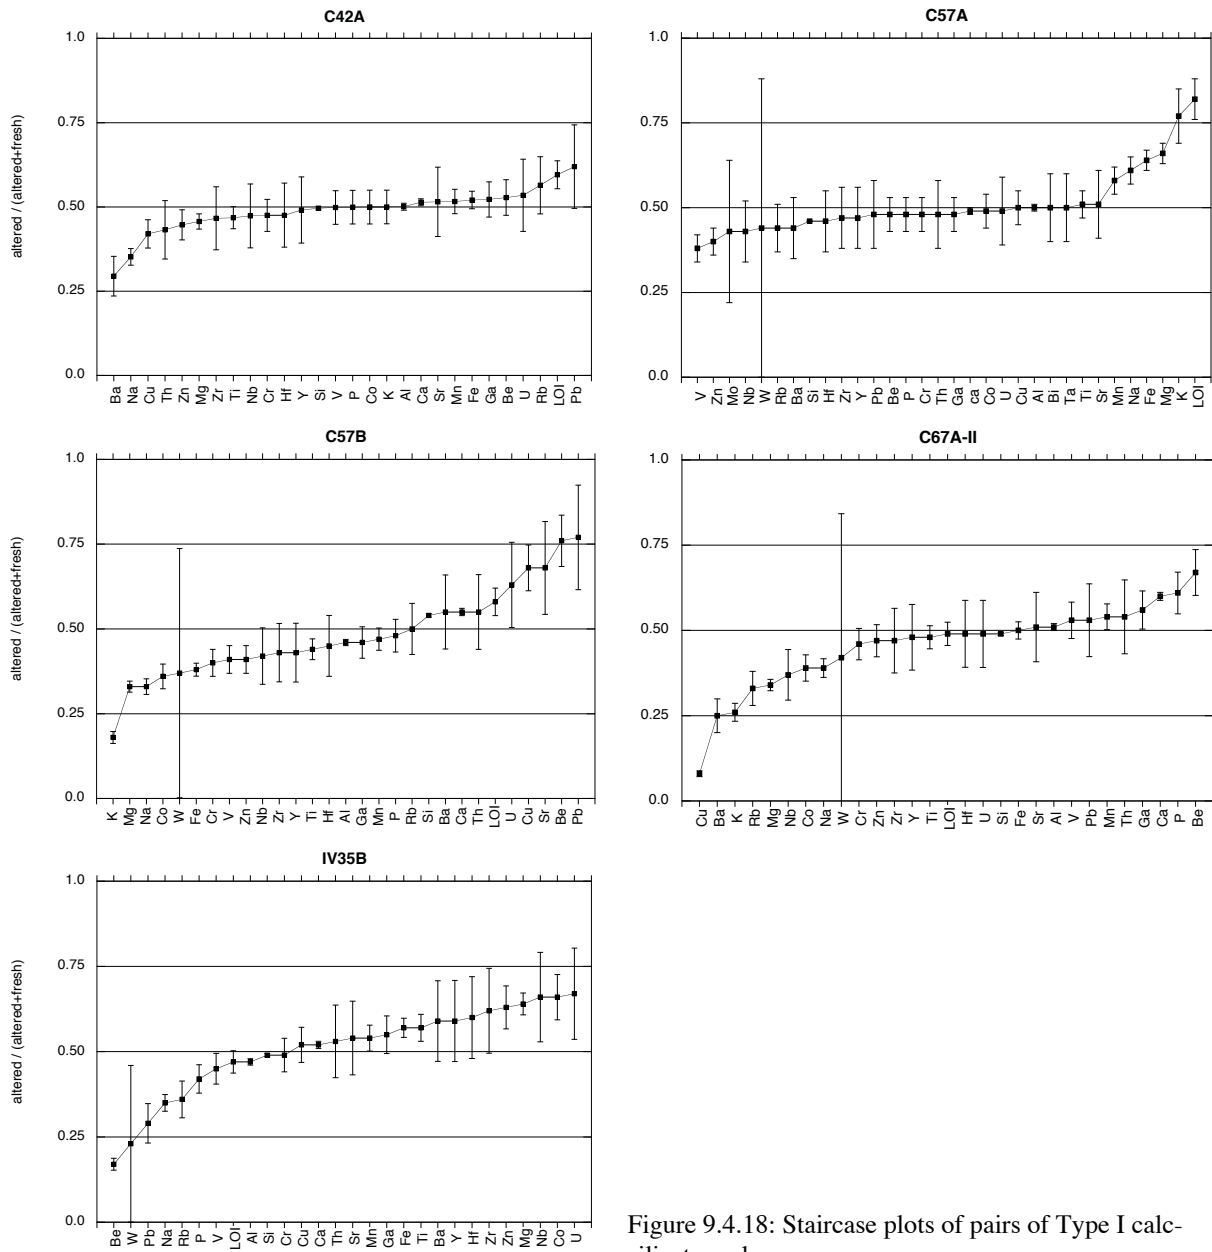 C42A
1.0
0.75
0.50
0.25
0.0
altered / (altered+fresh)
Ba Na Cu Th Zn Mg Zr Ti Nb Cr Hf Y Si V P Co K Al Ca Sr Mn Fe Ga Be U Rb LOI Pb
C57A
1.0
0.75
0.50
0.25
0.0
V Zn Mo Nb W Rb Ba Si Hf Zr Y Pb Be P Cr Th Ga ca Co U Cu Al Bi Ta Ti Sr Mn Na Fe Mg K LOI
C57B
1.0
0.75
0.50
0.25
0.0
altered / (altered+fresh)
K Mg Na Co W Fe Cr V Zn Nb Zr Y Ti Hf Al Ga Mn P Rb Si Ba Ca Th LOI U Cu Sr Be Pb
C67A-II
1.0
0.75
0.50
0.25
0.0
Cu Ba K Rb Mg Nb Co Na W Cr Zn Zr Y Ti LOI Hf U Si Fe Sr Al V Pb Mn Th Ga Ca P Be
IV35B
1.0
0.75
0.50
0.25
0.0
altered / (altered+fresh)
Be W Pb Na Rb P V LOI Al Si Cr Cu Ca Th Sr Mn Ga Fe Ti Ba Y Hf Zr Zn Mg Nb Co U
Figure 9.4.18: Staircase plots of pairs of Type I calc-